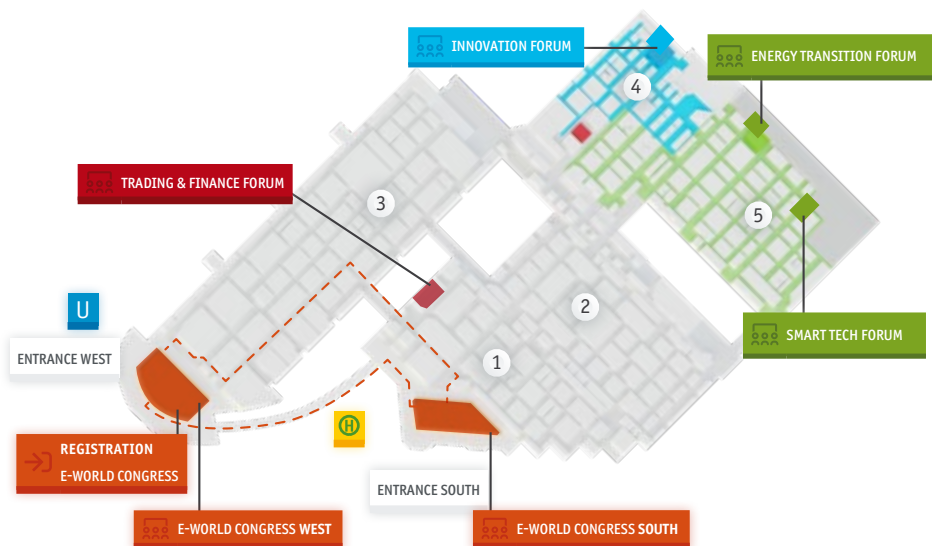 INNOVATION FORUM
ENERGY TRANSITION FORUM
4
TRADING & FINANCE FORUM
3
5
2
U
SMART TECH FORUM
ENTRANCE WEST
1
H
REGISTRATION
E-WORLD CONGRESS
ENTRANCE SOUTH
E-WORLD CONGRESS WEST
E-WORLD CONGRESS SOUTH